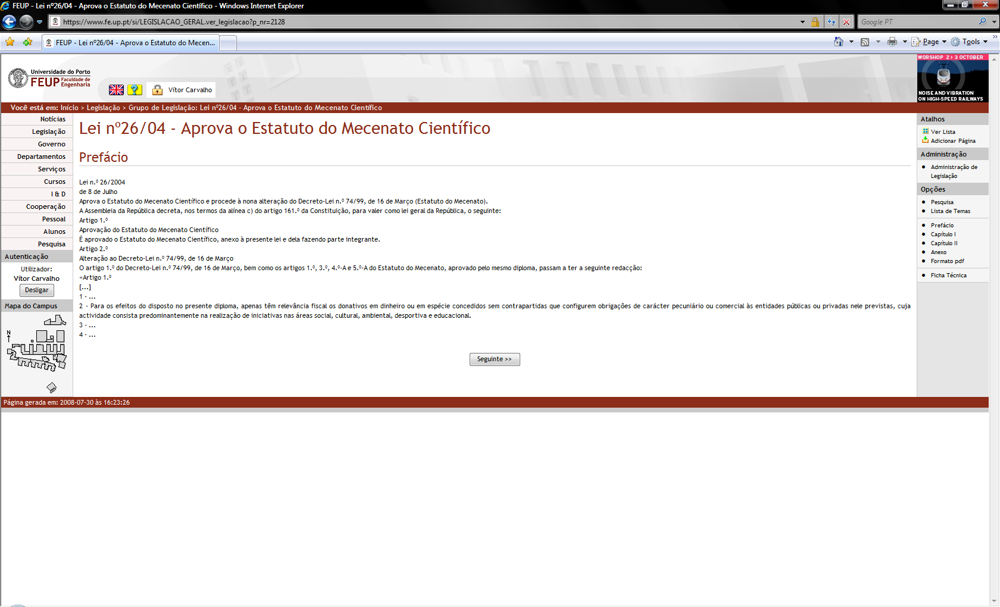 FEUP - Lei nº26/04 - Aprova o Estatuto do Mecenato Científico - Windows Internet Explorer
https://www.fe.up.pt/si/LEGISLACAO_GERAL.ver_legislacao?p_nr=2128
Google PT
FEUP - Lei nº26/04 - Aprova o Estatuto do Mecen...
Page
Tools
Universidade do Porto
FEUP Faculdade de Engenharia
Vítor Carvalho
WORSHOP 2 > 3 OCTOBER
NOISE AND VIBRATION
ON HIGH-SPEED RAILWAYS
Você está em: Início > Legislação > Grupo de Legislação: Lei nº26/04 - Aprova o Estatuto do Mecenato Científico
Notícias
Legislação
Governo
Departamentos
Serviços
Cursos
I & D
Cooperação
Pessoal
Alunos
Pesquisa
Autenticação
Utilizador:
Vítor Carvalho
Desligar
Mapa do Campus
N
Lei nº26/04 - Aprova o Estatuto do Mecenato Científico
Prefácio
Lei n.º 26/2004
de 8 de Julho
Aprova o Estatuto do Mecenato Científico e procede à nona alteração do Decreto-Lei n.º 74/99, de 16 de Março (Estatuto do Mecenato).
A Assembleia da República decreta, nos termos da alínea c) do artigo 161.º da Constituição, para valer como lei geral da República, o seguinte:
Artigo 1.º
Aprovação do Estatuto do Mecenato Científico
É aprovado o Estatuto do Mecenato Científico, anexo à presente lei e dela fazendo parte integrante.
Artigo 2.º
Alteração ao Decreto-Lei n.º 74/99, de 16 de Março
O artigo 1.º do Decreto-Lei n.º 74/99, de 16 de Março, bem como os artigos 1.º, 3.º, 4.º-A e 5.º-A do Estatuto do Mecenato, aprovado pelo mesmo diploma, passam a ter a seguinte redacção:
«Artigo 1.º
[...]
1 - ...
2 - Para os efeitos do disposto no presente diploma, apenas têm relevância fiscal os donativos em dinheiro ou em espécie concedidos sem contrapartidas que configurem obrigações de carácter pecuniário ou comercial às entidades públicas ou privadas nele previstas, cuja
actividade consista predominantemente na realização de iniciativas nas áreas social, cultural, ambiental, desportiva e educacional.
3 - ...
4 - ...
Seguinte >>
Atalhos
Ver Lista
Adicionar Página
Administração
Administração de
Legislação
Opções
Pesquisa
Lista de Temas
Prefácio
Capítulo I
Capítulo II
Anexo
Formato pdf
Ficha Técnica
Página gerada em: 2008-07-30 às 16:23:26